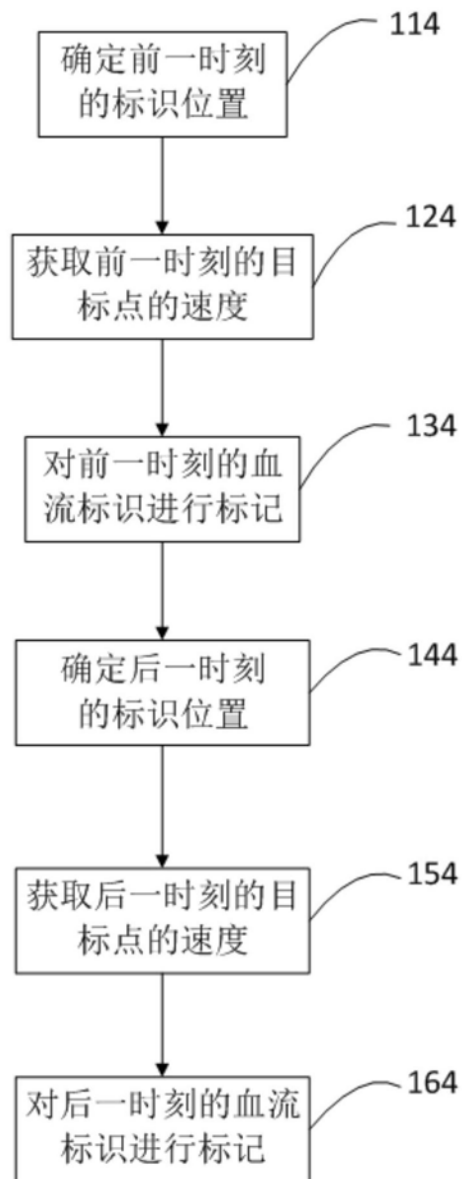 114
确定前一时刻
的标识位置
124
获取前一时刻的目
标点的速度
134
对前一时刻的血
流标识进行标记
144
确定后一时刻
的标识位置
154
获取后一时刻的目
标点的速度
164
对后一时刻的血流
标识进行标记